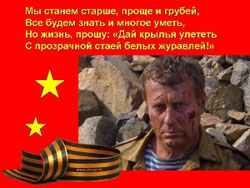 Мы станем старше, проще и грубей,
Все будем знать и многое уметь,
Но жизнь, прошу: «Дай крылья улететь
С прозрачной стаей белых журавлей!»